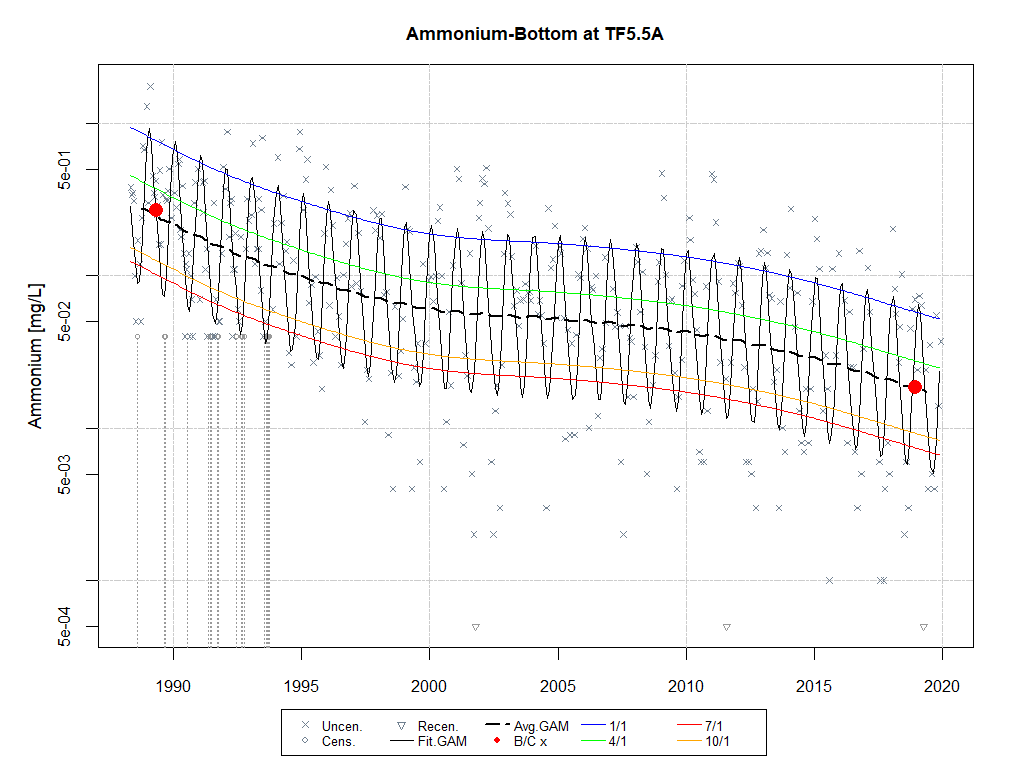 Ammonium-Bottom at TF5.5A
Ammonium [mg/L]
5e-01
5e-02
5e-03
5e-04
1990 1995 2000 2005 2010 2015 2020
Uncen. Recen. Avg.GAM 1/1 7/1
Cens. Fit.GAM B/C x 4/1 10/1